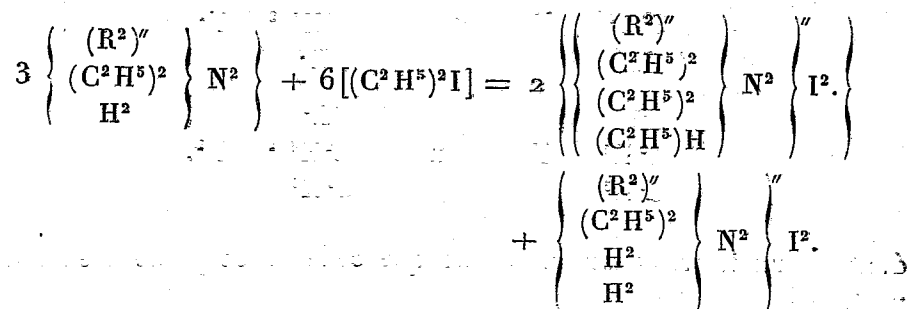 3 { { (R²)″ (C²H⁵)² H² } N² } + 6[(C²H⁵)²I] = 2 { { { (R²)″ (C²H⁵)² (C²H⁵)² (C²H⁵)H } N² }″ I². }
+ { { (R²)″ (C²H⁵)² H² H² } N² }″ I².